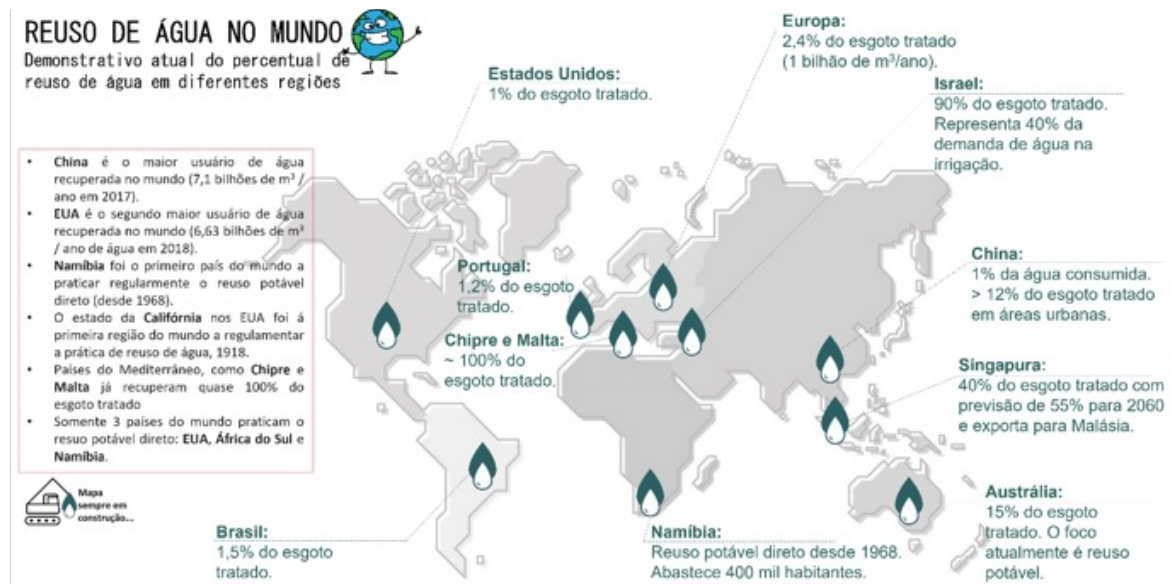 REUSO DE ÁGUA NO MUNDO
Demonstrativo atual do percentual de
reuso de água em diferentes regiões
• China é o maior usuário de água
recuperada no mundo (7,1 bilhões de m³ /
ano em 2017).
• EUA é o segundo maior usuário de água
recuperada no mundo (6,63 bilhões de m³
/ ano de água em 2018).
• Namíbia foi o primeiro país do mundo a
praticar regularmente o reuso potável
direto (desde 1968).
• O estado da Califórnia nos EUA foi á
primeira região do mundo a regulamentar
a prática de reuso de água, 1918.
• Países do Mediterrâneo, como Chipre e
Malta já recuperam quase 100% do
esgoto tratado
• Somente 3 países do mundo praticam o
resuo potável direto: EUA, África do Sul e
Namíbia.
Mapa
sempre em
construção...
Estados Unidos:
1% do esgoto tratado.
Europa:
2,4% do esgoto tratado
(1 bilhão de m³/ano).
Israel:
90% do esgoto tratado.
Representa 40% da
demanda de água na
irrigação.
Portugal:
1,2% do esgoto
tratado.
Chipre e Malta:
~ 100% do
esgoto tratado.
China:
1% da água consumida.
> 12% do esgoto tratado
em áreas urbanas.
Singapura:
40% do esgoto tratado com
previsão de 55% para 2060
e exporta para Malásia.
Austrália:
15% do esgoto
tratado. O foco
atualmente é reuso
potável.
Namíbia:
Reuso potável direto desde 1968.
Abastece 400 mil habitantes.
Brasil:
1,5% do esgoto
tratado.